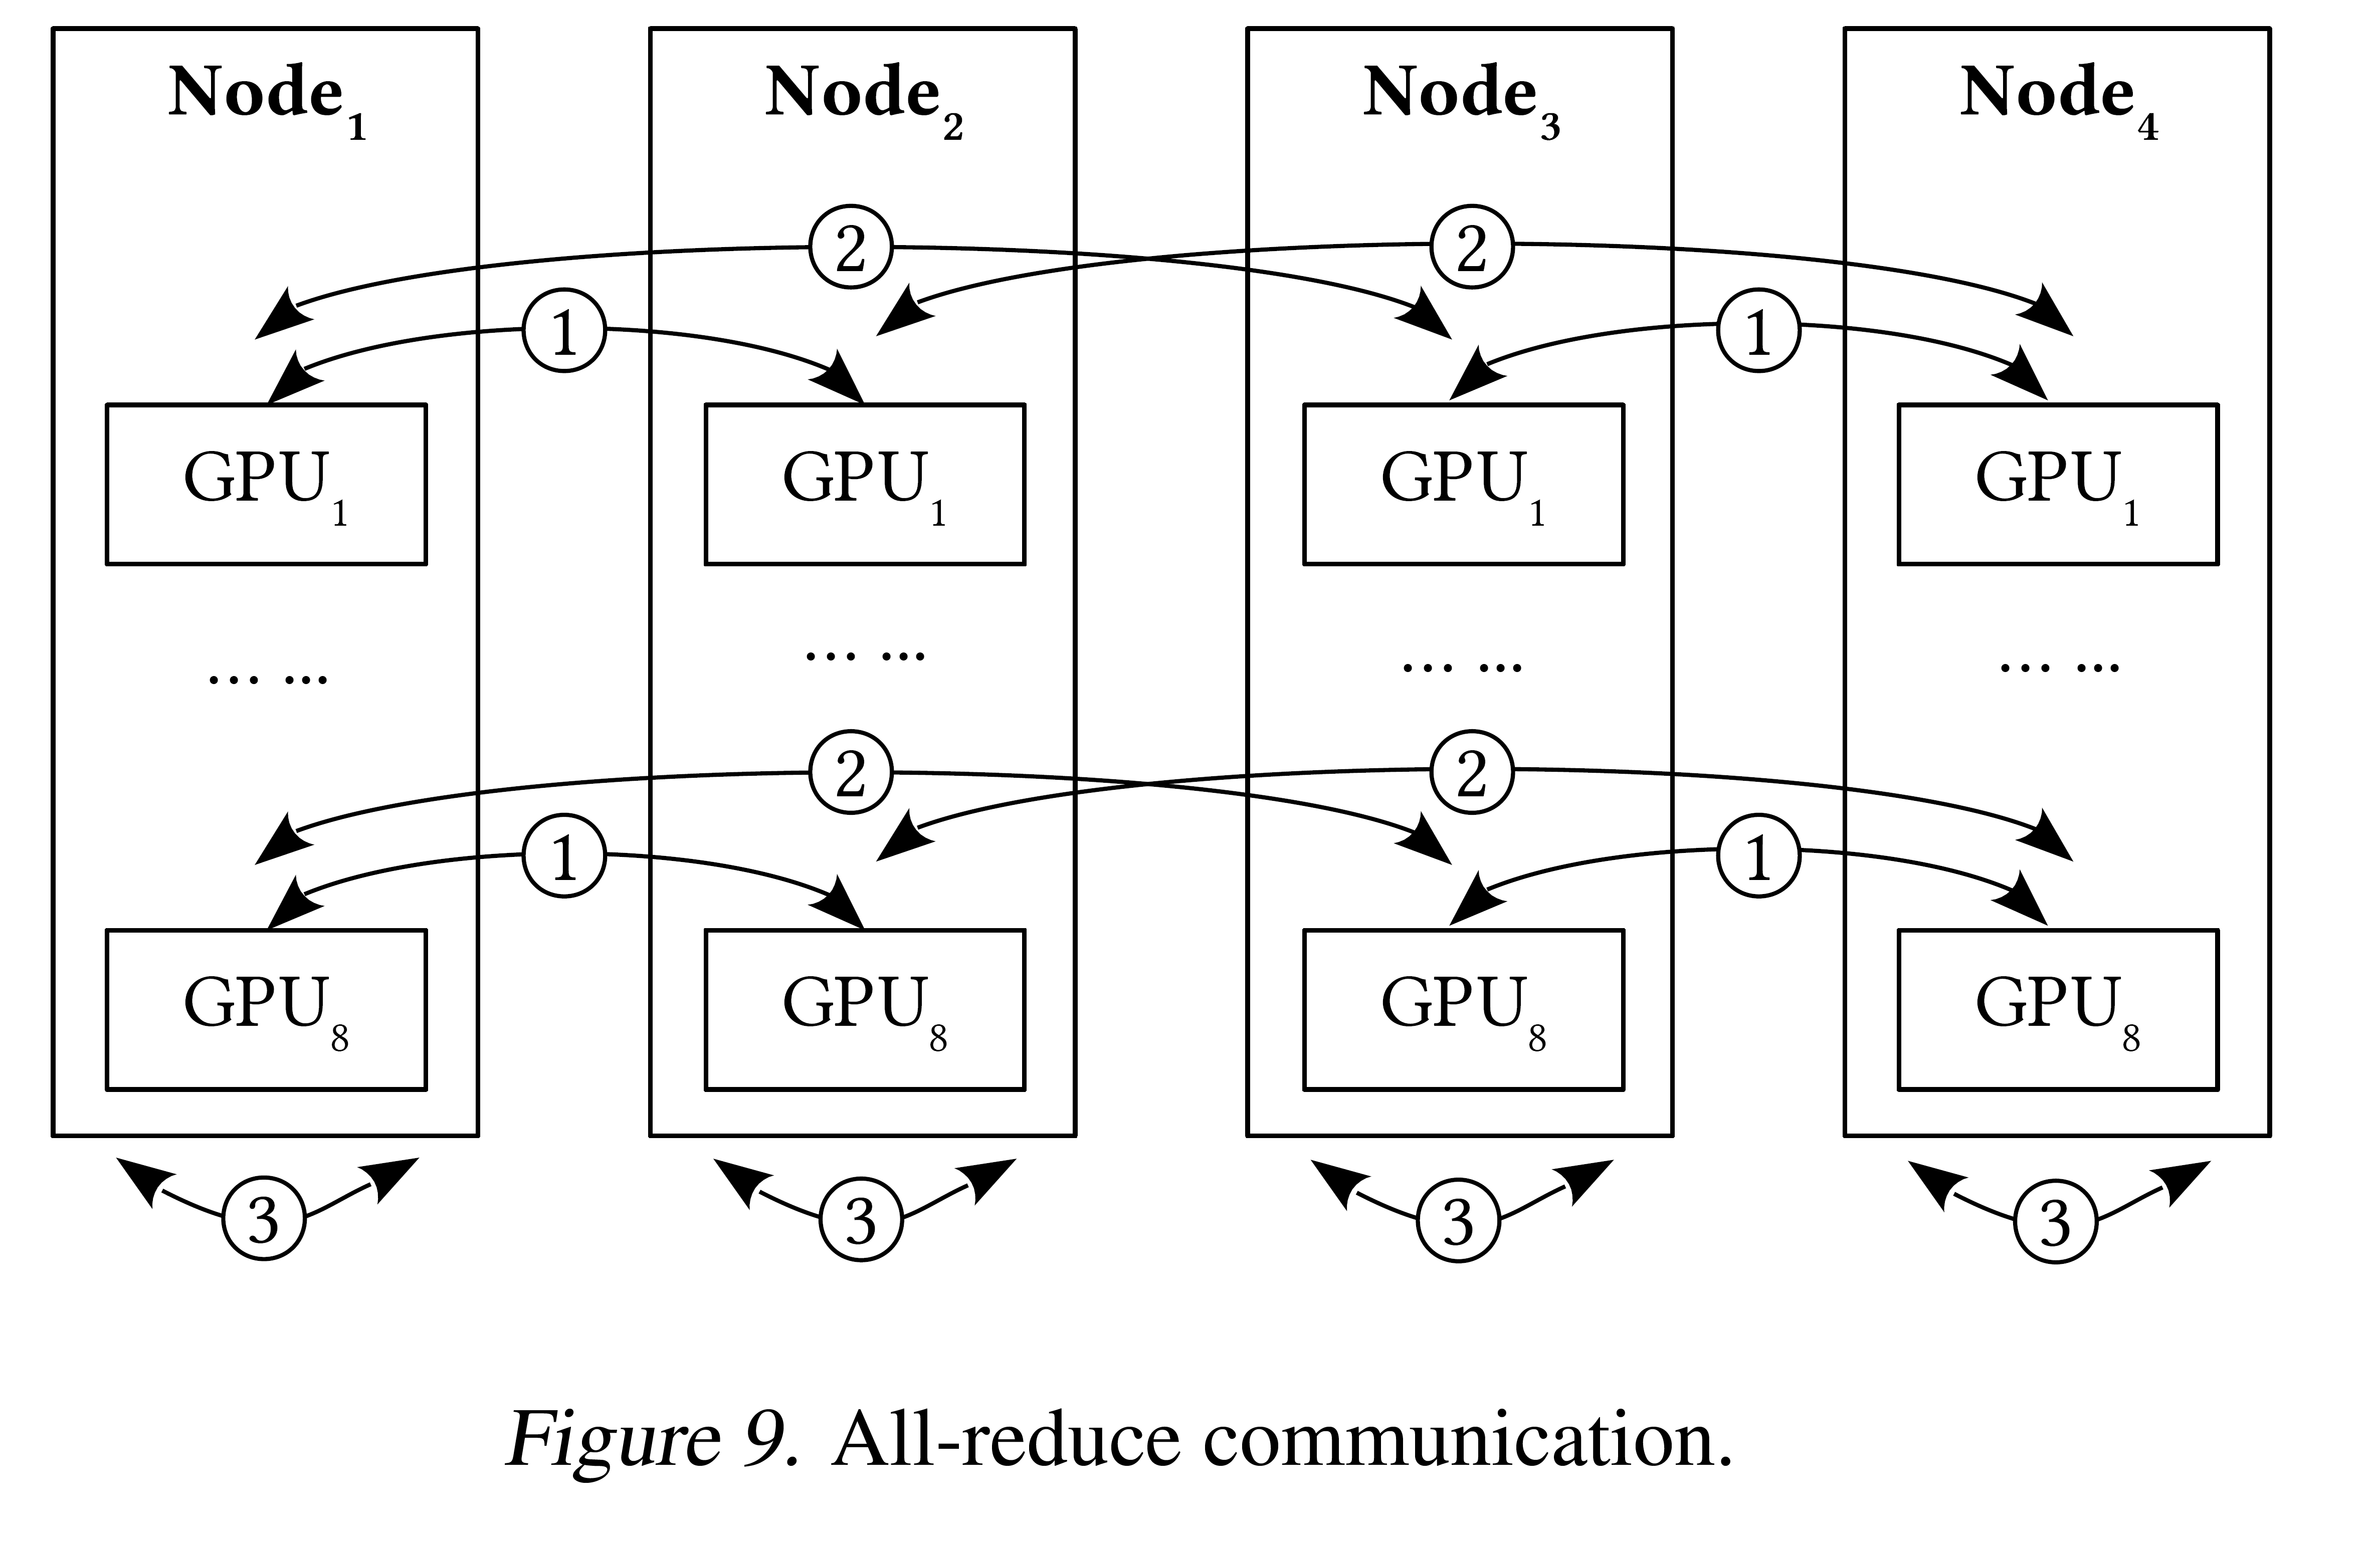 Node1 Node2 Node3 Node4
2 2
1 1
GPU1 GPU1 GPU1 GPU1
... ... ... ... ... ... ... ...
2 2
1 1
GPU8 GPU8 GPU8 GPU8
3 3 3 3
Figure 9. All-reduce communication.